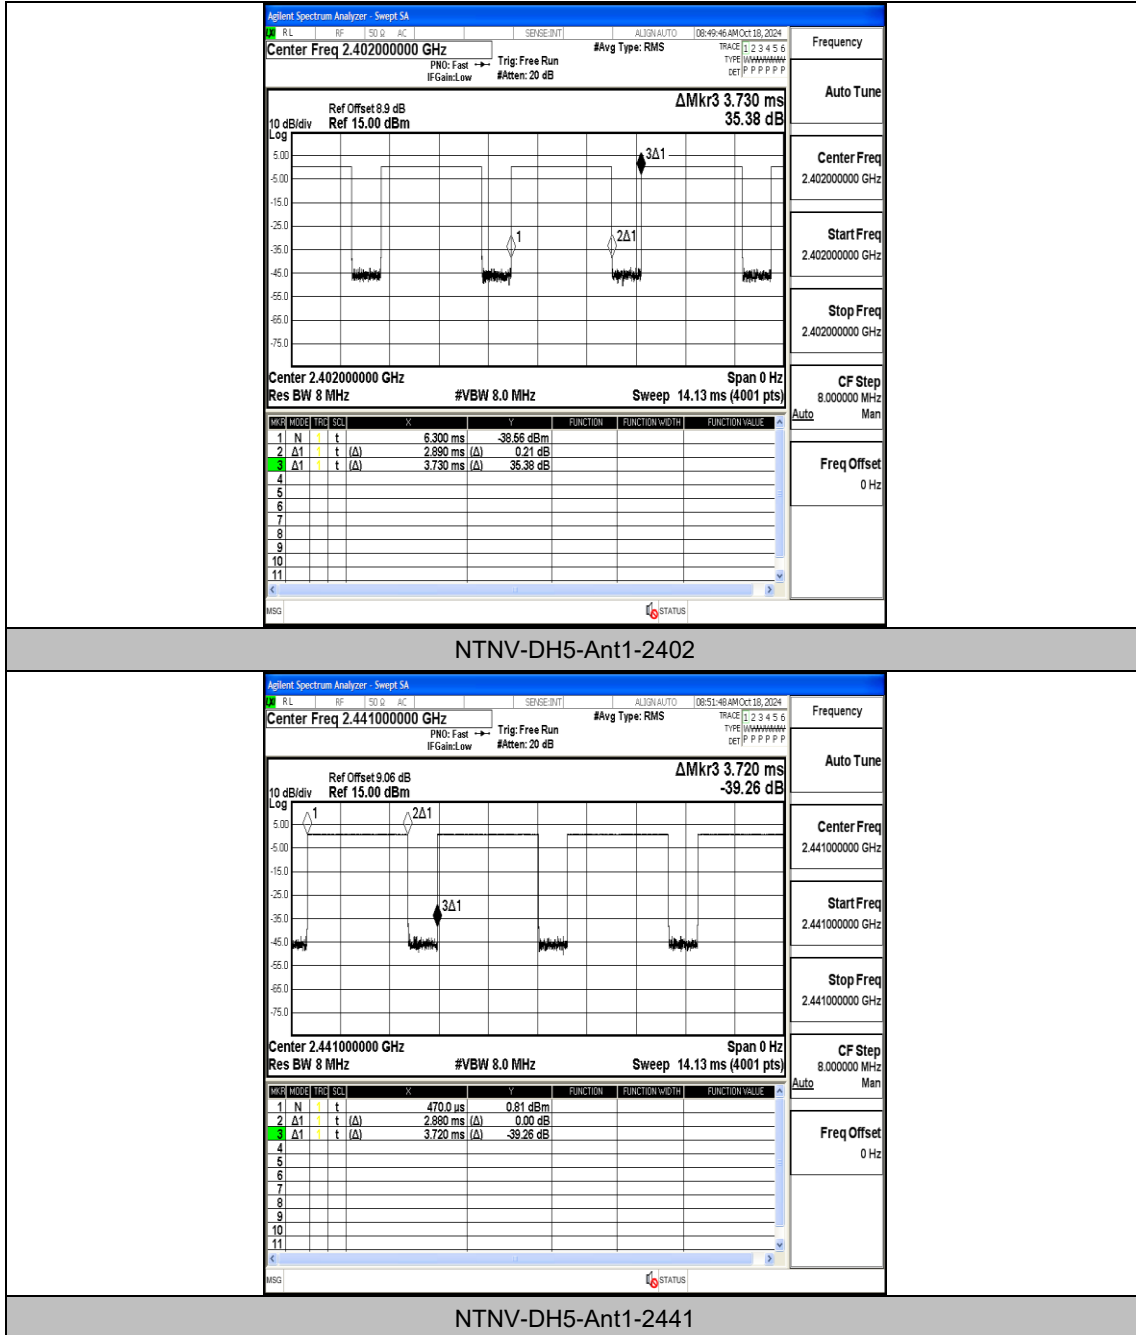 Agilent Spectrum Analyzer - Swept SA
RL RF 50 Ω AC SENSE:INT ALIGN AUTO 08:49:46 AM Oct 18, 2024
Center Freq 2.402000000 GHz #Avg Type: RMS TRACE 1 2 3 4 5 6
PNO: Fast Trig: Free Run TYPE
IFGain:Low #Atten: 20 dB DET P P P P P P
Frequency
Auto Tune
Center Freq
2.402000000 GHz
Start Freq
2.402000000 GHz
Stop Freq
2.402000000 GHz
CF Step
8.000000 MHz
Auto Man
Freq Offset
0 Hz
ΔMkr3 3.730 ms
Ref Offset 8.9 dB
10 dB/div Ref 15.00 dBm 35.38 dB
Log
5.00
-5.00
-15.0
-25.0
-35.0
-45.0
-55.0
-65.0
-75.0
3Δ1
1
2Δ1
Center 2.402000000 GHz Span 0 Hz
Res BW 8 MHz #VBW 8.0 MHz Sweep 14.13 ms (4001 pts)
MKR MODE TRC SCL X Y FUNCTION FUNCTION WIDTH FUNCTION VALUE
1 N 1 t 6.300 ms -38.56 dBm
2 Δ1 1 t (Δ) 2.890 ms (Δ) 0.21 dB
3 Δ1 1 t (Δ) 3.730 ms (Δ) 35.38 dB
4
5
6
7
8
9
10
11
MSG STATUS
NTNV-DH5-Ant1-2402
Agilent Spectrum Analyzer - Swept SA
RL RF 50 Ω AC SENSE:INT ALIGN AUTO 08:51:48 AM Oct 18, 2024
Center Freq 2.441000000 GHz #Avg Type: RMS TRACE 1 2 3 4 5 6
PNO: Fast Trig: Free Run TYPE
IFGain:Low #Atten: 20 dB DET P P P P P P
Frequency
Auto Tune
Center Freq
2.441000000 GHz
Start Freq
2.441000000 GHz
Stop Freq
2.441000000 GHz
CF Step
8.000000 MHz
Auto Man
Freq Offset
0 Hz
ΔMkr3 3.720 ms
Ref Offset 9.06 dB
10 dB/div Ref 15.00 dBm -39.26 dB
Log
5.00
-5.00
-15.0
-25.0
-35.0
-45.0
-55.0
-65.0
-75.0
1
2Δ1
3Δ1
Center 2.441000000 GHz Span 0 Hz
Res BW 8 MHz #VBW 8.0 MHz Sweep 14.13 ms (4001 pts)
MKR MODE TRC SCL X Y FUNCTION FUNCTION WIDTH FUNCTION VALUE
1 N 1 t 470.0 us 0.81 dBm
2 Δ1 1 t (Δ) 2.880 ms (Δ) 0.00 dB
3 Δ1 1 t (Δ) 3.720 ms (Δ) -39.26 dB
4
5
6
7
8
9
10
11
MSG STATUS
NTNV-DH5-Ant1-2441